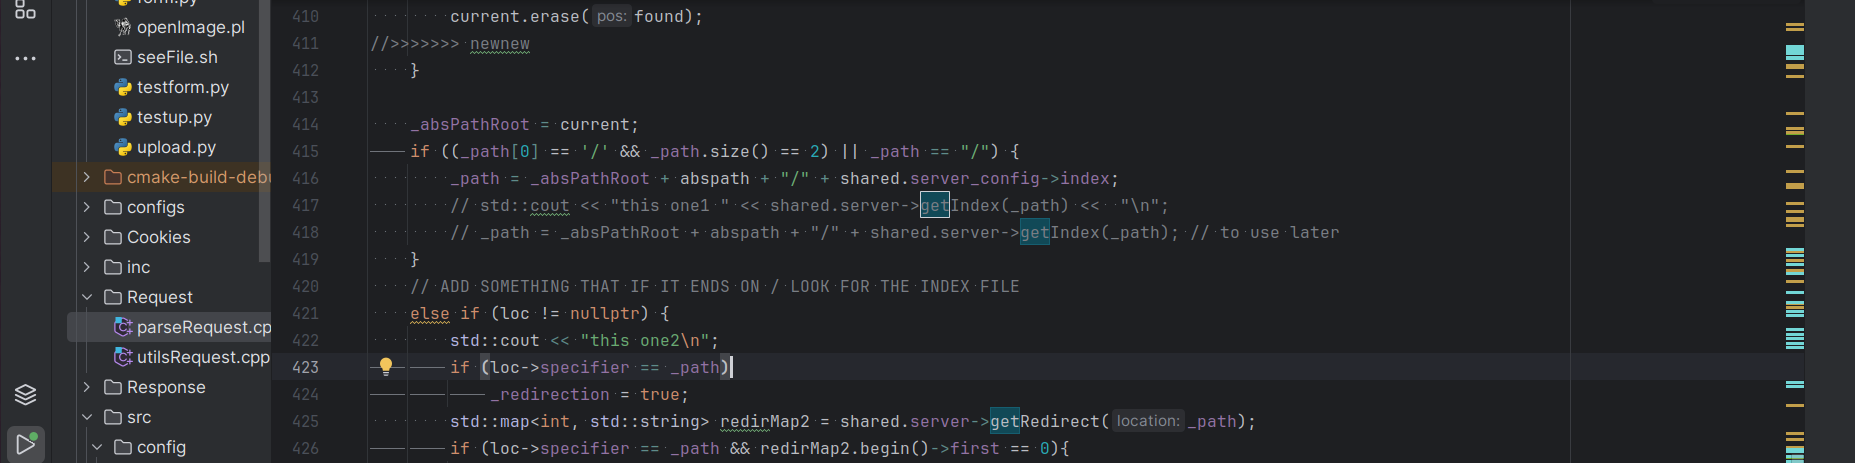 form.py
openImage.pl
seeFile.sh
testform.py
testup.py
upload.py
cmake-build-deb
configs
Cookies
inc
Request
parseRequest.cp
utilsRequest.cpp
Response
src
config
410 current.erase( pos: found);
411 //>>>>>>> newnew
412 }
413
414 _absPathRoot = current;
415 if ((_path[0] == '/' && _path.size() == 2) || _path == "/") {
416 _path = _absPathRoot + abspath + "/" + shared.server_config->index;
417 // std::cout << "this one1 " << shared.server->getIndex(_path) << "\n";
418 // _path = _absPathRoot + abspath + "/" + shared.server->getIndex(_path); // to use later
419 }
420 // ADD SOMETHING THAT IF IT ENDS ON / LOOK FOR THE INDEX FILE
421 else if (loc != nullptr) {
422 std::cout << "this one2\n";
423 if (loc->specifier == _path)
424 _redirection = true;
425 std::map<int, std::string> redirMap2 = shared.server->getRedirect( location: _path);
426 if (loc->specifier == _path && redirMap2.begin()->first == 0){